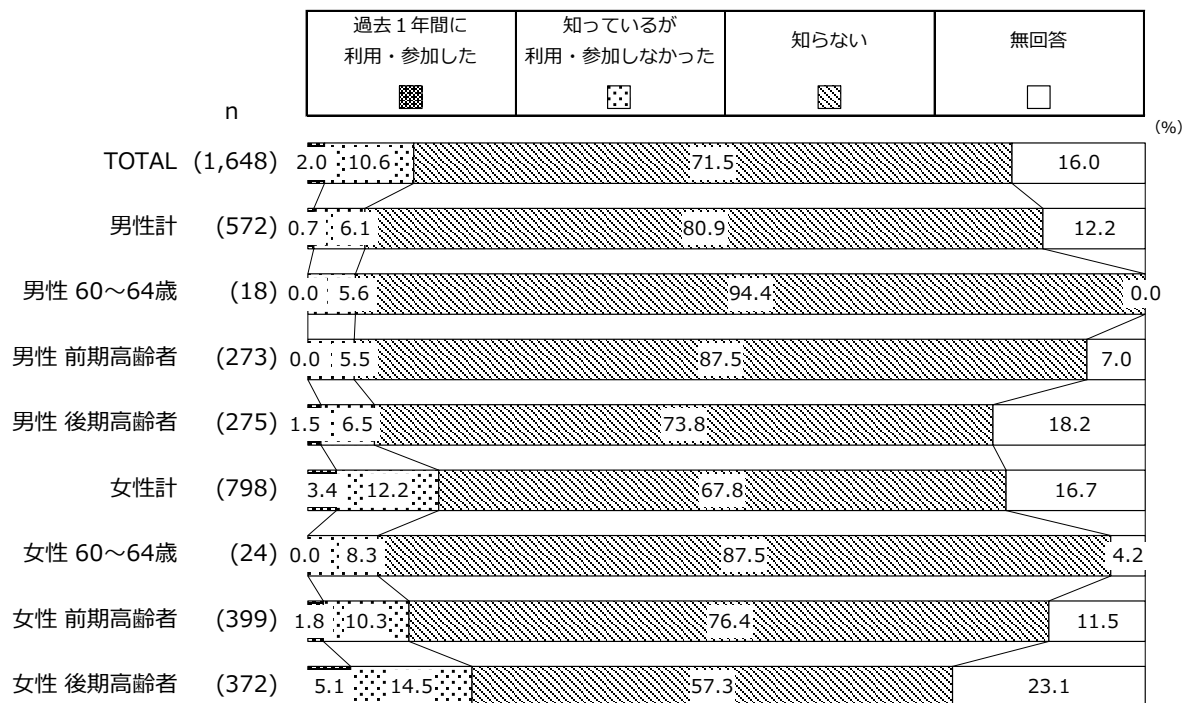 過去１年間に
利用・参加した
知っているが
利用・参加しなかった
知らない
無回答
n
(%)
TOTAL (1,648) 2.0 10.6 71.5 16.0
男性計 (572) 0.7 6.1 80.9 12.2
男性 60～64歳 (18) 0.0 5.6 94.4 0.0
男性 前期高齢者 (273) 0.0 5.5 87.5 7.0
男性 後期高齢者 (275) 1.5 6.5 73.8 18.2
女性計 (798) 3.4 12.2 67.8 16.7
女性 60～64歳 (24) 0.0 8.3 87.5 4.2
女性 前期高齢者 (399) 1.8 10.3 76.4 11.5
女性 後期高齢者 (372) 5.1 14.5 57.3 23.1